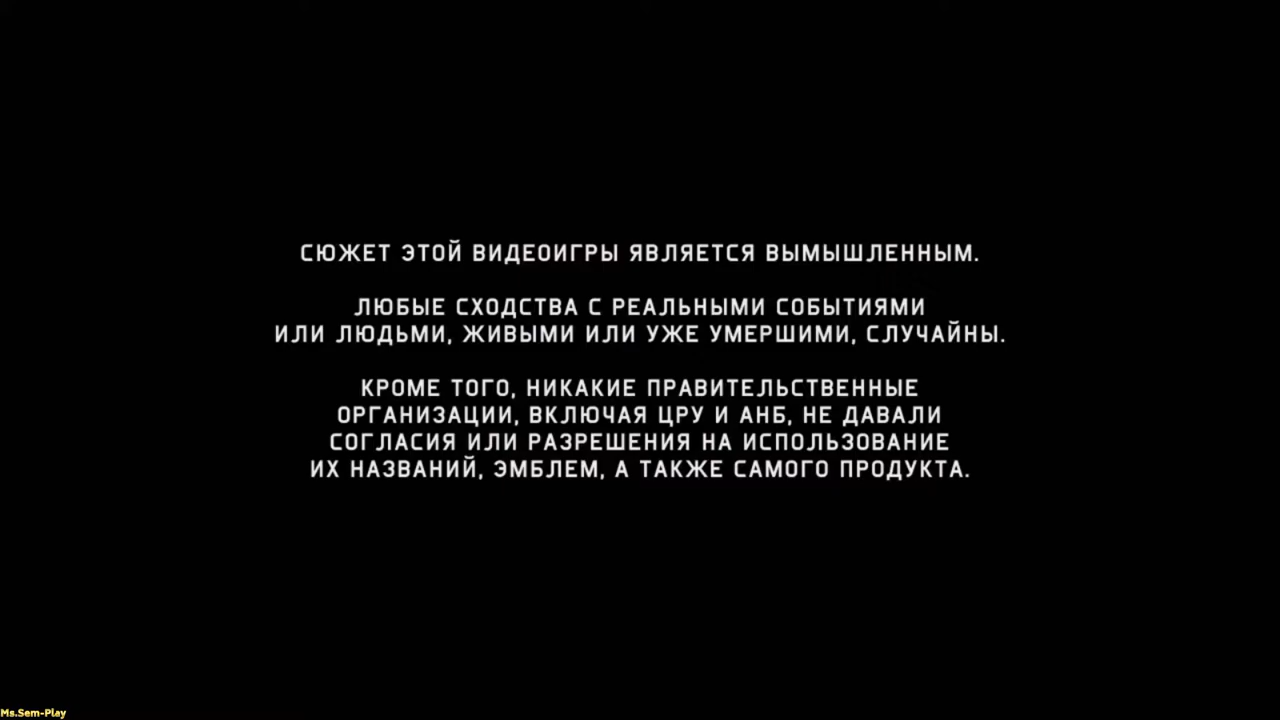 СЮЖЕТ ЭТОЙ ВИДЕОИГРЫ ЯВЛЯЕТСЯ ВЫМЫШЛЕННЫМ.
ЛЮБЫЕ СХОДСТВА С РЕАЛЬНЫМИ СОБЫТИЯМИ
ИЛИ ЛЮДЬМИ, ЖИВЫМИ ИЛИ УЖЕ УМЕРШИМИ, СЛУЧАЙНЫ.
КРОМЕ ТОГО, НИКАКИЕ ПРАВИТЕЛЬСТВЕННЫЕ
ОРГАНИЗАЦИИ, ВКЛЮЧАЯ ЦРУ И АНБ, НЕ ДАВАЛИ
СОГЛАСИЯ ИЛИ РАЗРЕШЕНИЯ НА ИСПОЛЬЗОВАНИЕ
ИХ НАЗВАНИЙ, ЭМБЛЕМ, А ТАКЖЕ САМОГО ПРОДУКТА.
Ms.Sem-Play